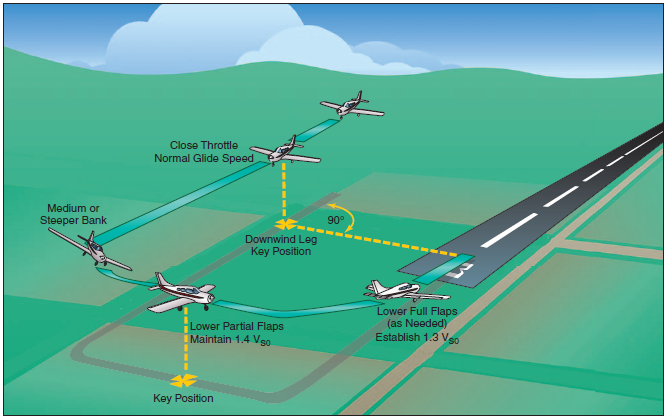 Close Throttle
Normal Glide Speed
Medium or
Steeper Bank
90°
Downwind Leg
Key Position
Lower Partial Flaps
Maintain 1.4 VS0
Lower Full Flaps
(as Needed)
Establish 1.3 VS0
Key Position